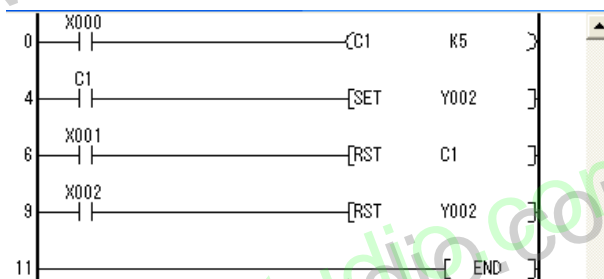 X000
0 (C1 K5 )
C1
4 [SET Y002 ]
X001
6 [RST C1 ]
X002
9 [RST Y002 ]
11 [ END ]